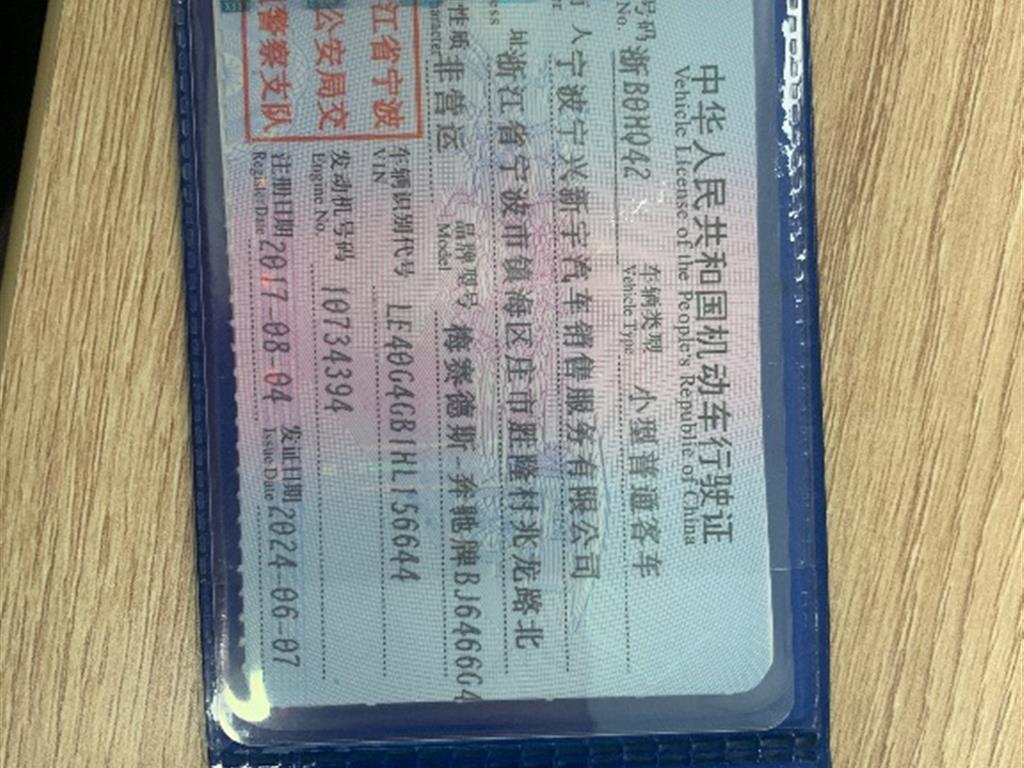 中华人民共和国机动车行驶证
Vehicle License of the People's Republic of China
号码 浙B0HQ42 车辆类型 小型普通客车
No. Vehicle Type
人 宁波宁兴新宇汽车销售服务有限公司
址 浙江省宁波市镇海区庄市胜隆村兆龙路北
ess
性质 非营运 品牌型号 梅赛德斯-奔驰牌BJ6466G4
aracter Model
江省宁波
公安局交
警察支队
车辆识别代号 LE40G4GB1HL156644
VIN
发动机号码 10734394
Engine No.
注册日期 2017-08-04 发证日期 2024-06-07
Register Date Issue Date